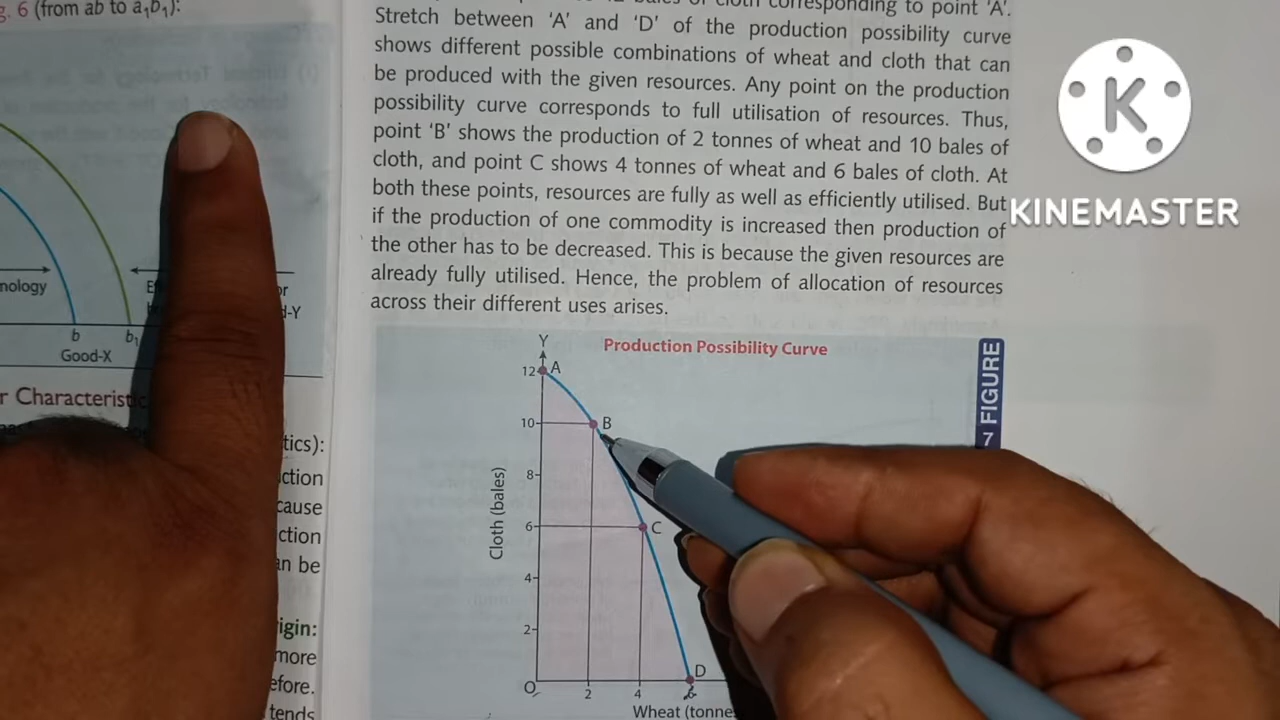 g. 6 (from ab to a₁b₁):
nology
b
b₁
Good-X
-Y
r Characteristic
tics):
ction
cause
ction
an be
igin:
more
efore.
tends
12 bales of cloth corresponding to point 'A'.
Stretch between 'A' and 'D' of the production possibility curve
shows different possible combinations of wheat and cloth that can
be produced with the given resources. Any point on the production
possibility curve corresponds to full utilisation of resources. Thus,
point 'B' shows the production of 2 tonnes of wheat and 10 bales of
cloth, and point C shows 4 tonnes of wheat and 6 bales of cloth. At
both these points, resources are fully as well as efficiently utilised. But
if the production of one commodity is increased then production of
the other has to be decreased. This is because the given resources are
already fully utilised. Hence, the problem of allocation of resources
across their different uses arises.
Production Possibility Curve
7 FIGURE
Y
12 A
10 B
8
6 C
4
2
D
O
2 4 6
Cloth (bales)
Wheat (tonne
K
KINEMASTER